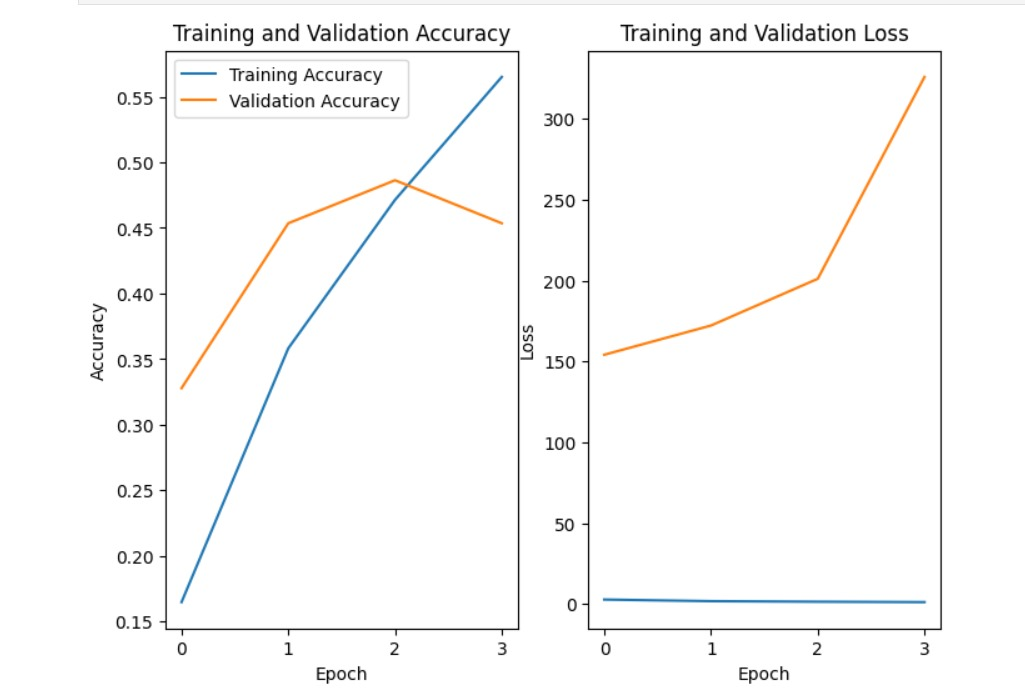 Training and Validation Accuracy
Training Accuracy
Validation Accuracy
0.55
0.50
0.45
0.40
0.35
0.30
0.25
0.20
0.15
Accuracy
0 1 2 3
Epoch
Training and Validation Loss
300
250
200
150
100
50
0
Loss
0 1 2 3
Epoch